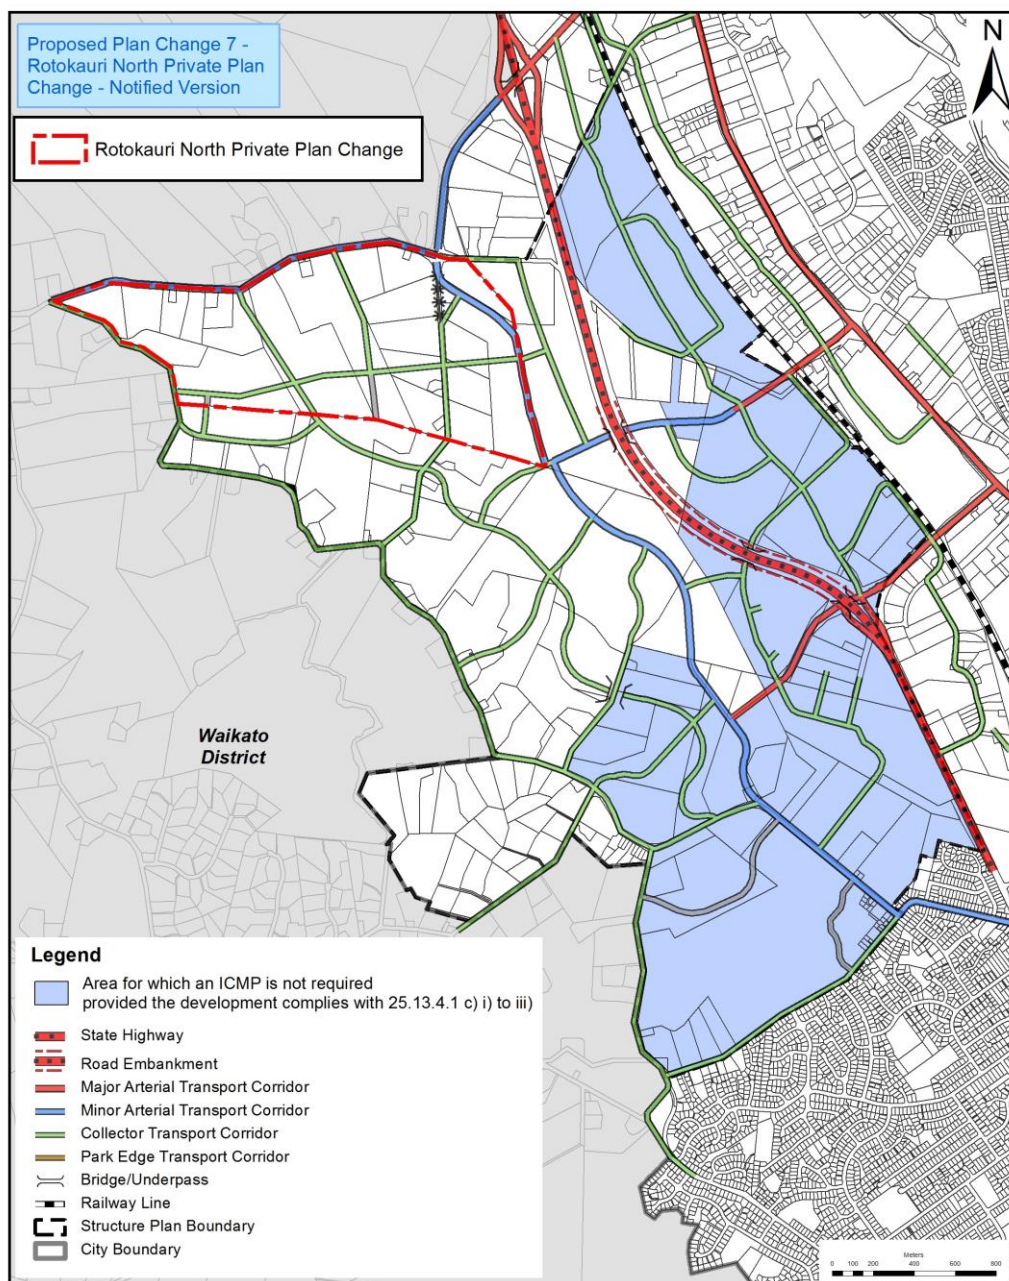 Proposed Plan Change 7 -
Rotokauri North Private Plan
Change - Notified Version
N
Rotokauri North Private Plan Change
Waikato
District
Legend
Area for which an ICMP is not required
provided the development complies with 25.13.4.1 c) i) to iii)
State Highway
Road Embankment
Major Arterial Transport Corridor
Minor Arterial Transport Corridor
Collector Transport Corridor
Park Edge Transport Corridor
Bridge/Underpass
Railway Line
Structure Plan Boundary
City Boundary
Meters
0 100 200 400 600 800